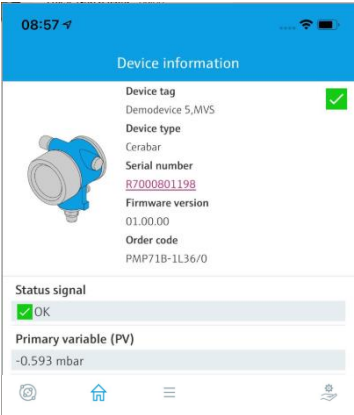 08:57
Device information
Device tag
Demodevice 5,MVS
Device type
Cerabar
Serial number
R7000801198
Firmware version
01.00.00
Order code
PMP71B-1L36/0
Status signal
OK
Primary variable (PV)
-0.593 mbar